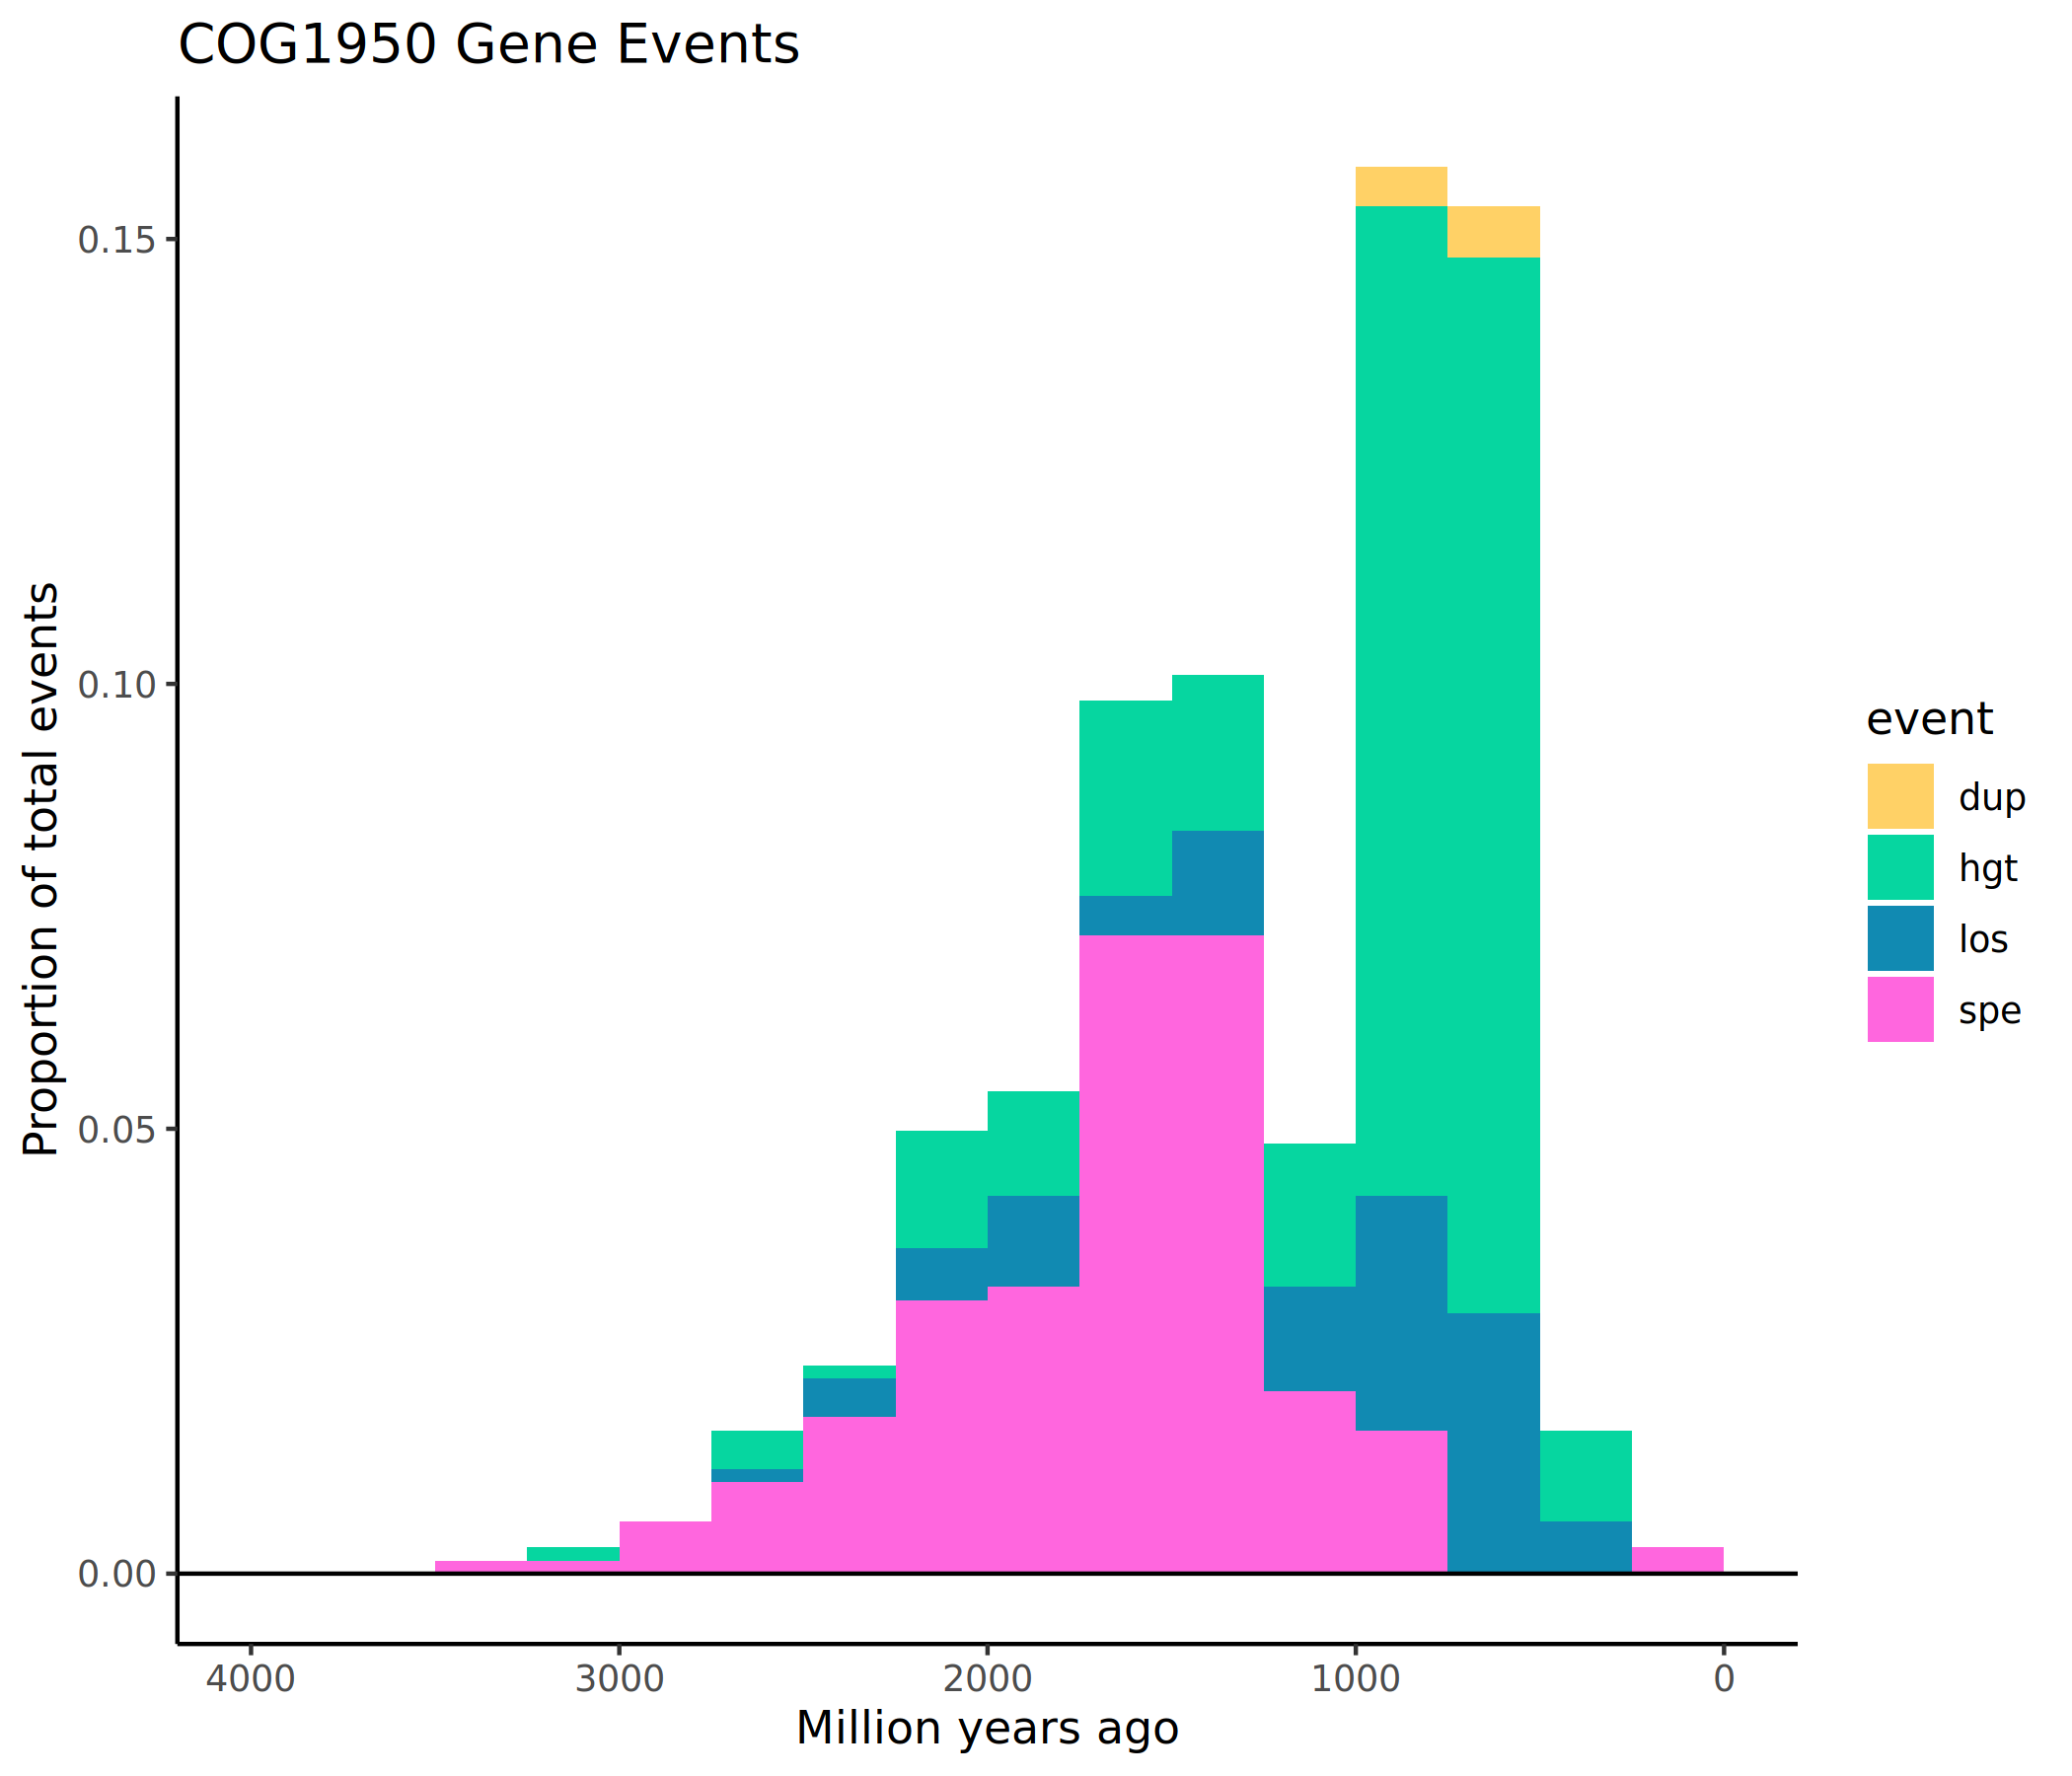 COG1950 Gene Events
Proportion of total events
0.15
0.10
0.05
0.00
4000 3000 2000 1000 0
Million years ago
event
dup
hgt
los
spe